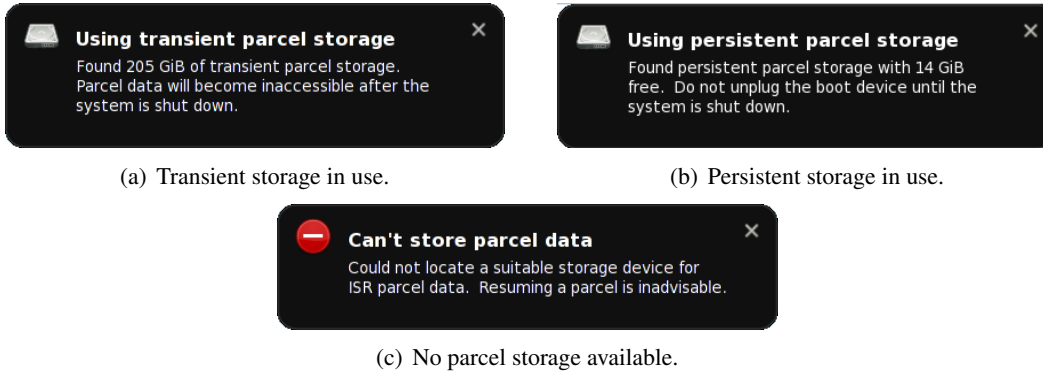 Using transient parcel storage
Found 205 GiB of transient parcel storage.
Parcel data will become inaccessible after the
system is shut down.
(a) Transient storage in use.
Using persistent parcel storage
Found persistent parcel storage with 14 GiB
free. Do not unplug the boot device until the
system is shut down.
(b) Persistent storage in use.
Can't store parcel data
Could not locate a suitable storage device for
ISR parcel data. Resuming a parcel is inadvisable.
(c) No parcel storage available.